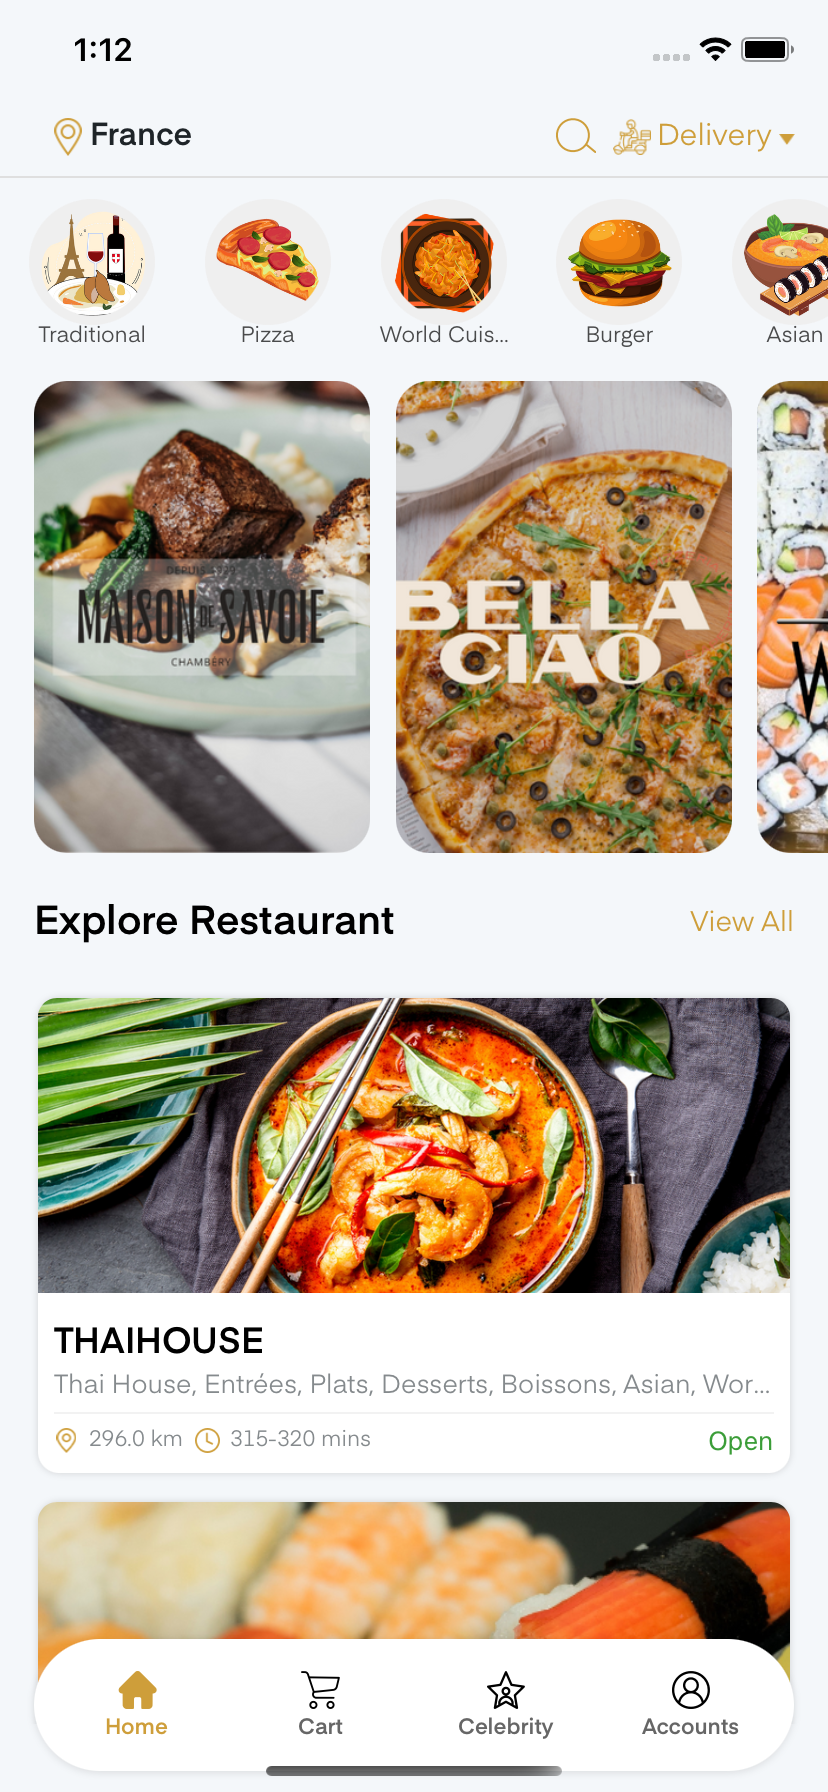 1:12
France
Delivery
Traditional
Pizza
World Cuis...
Burger
Asian
DEPUIS
MAISON DE SAVOIE
CHAMBÉRY
BELLA
CIAO
W
Explore Restaurant
View All
THAIHOUSE
Thai House, Entrées, Plats, Desserts, Boissons, Asian, Wor...
296.0 km
315-320 mins
Open
Home
Cart
Celebrity
Accounts